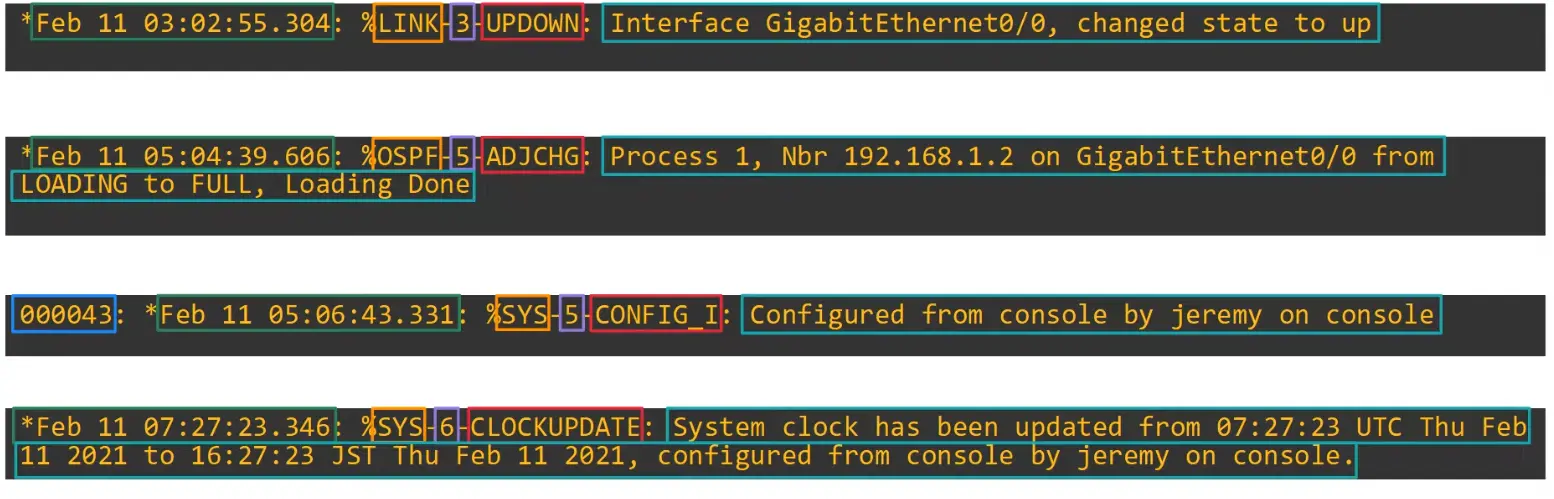 *Feb 11 03:02:55.304: %LINK-3-UPDOWN: Interface GigabitEthernet0/0, changed state to up
*Feb 11 05:04:39.606: %OSPF-5-ADJCHG: Process 1, Nbr 192.168.1.2 on GigabitEthernet0/0 from
LOADING to FULL, Loading Done
000043: *Feb 11 05:06:43.331: %SYS-5-CONFIG_I: Configured from console by jeremy on console
*Feb 11 07:27:23.346: %SYS-6-CLOCKUPDATE: System clock has been updated from 07:27:23 UTC Thu Feb
11 2021 to 16:27:23 JST Thu Feb 11 2021, configured from console by jeremy on console.